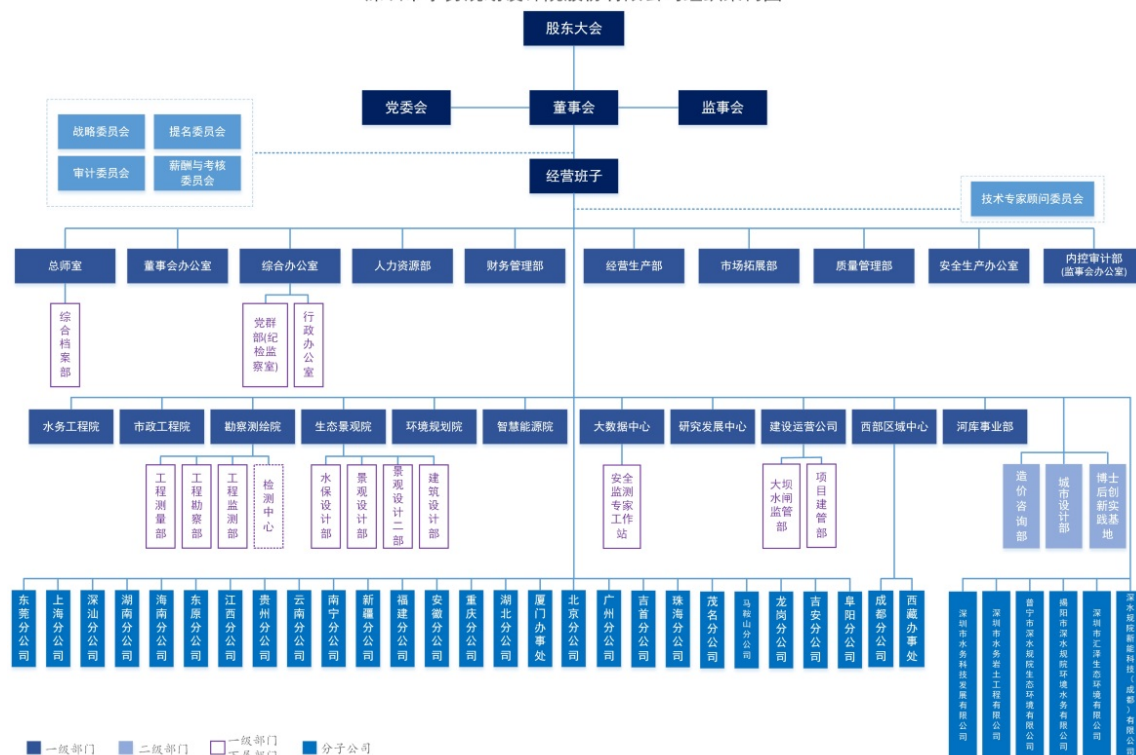 股东大会
党委会
董事会
监事会
战略委员会
提名委员会
审计委员会
薪酬与考核
委员会
经营班子
技术专家顾问委员会
总师室
董事会办公室
综合办公室
人力资源部
财务管理部
经营生产部
市场拓展部
质量管理部
安全生产办公室
内控审计部
(监事会办公室)
综合档案部
党群
部(纪
检监
察室)
行政办公室
水务工程院
市政工程院
勘察测绘院
生态景观院
环境规划院
智慧能源院
大数据中心
研究发展中心
建设运营公司
西部区域中心
河库事业部
工程测量部
工程勘察部
工程监测部
检测中心
水保设计部
景观设计部
景观设计二部
建筑设计部
安全
监测
专家
工作
站
大坝
水闸
监管
部
项目建管部
造价咨询部
城市设计部
博士
后创
新实
践基
地
东莞分公司
上海分公司
深汕分公司
湖南分公司
海南分公司
东原分公司
江西分公司
贵州分公司
云南分公司
南宁分公司
新疆分公司
福建分公司
安徽分公司
重庆分公司
湖北分公司
厦门办事处
北京分公司
广州分公司
吉首分公司
珠海分公司
茂名分公司
马鞍山分公司
龙岗分公司
吉安分公司
阜阳分公司
成都分公司
西藏办事处
深圳市水务科技发展有限公司
深圳市水务岩土工程有限公司
普宁市深水规院生态环境有限公司
揭阳市深水规院环境水务有限公司
深圳市汇泽生态环境有限公司
深水规院新能科技（成都）有限公司
一级部门
二级部门
一级部门
分子公司